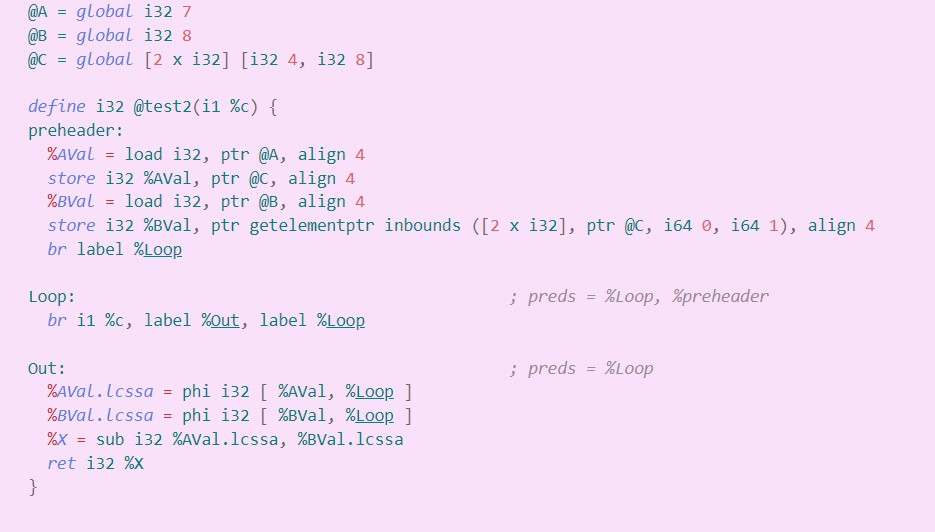 @A = global i32 7
@B = global i32 8
@C = global [2 x i32] [i32 4, i32 8]
define i32 @test2(i1 %c) {
preheader:
%AVal = load i32, ptr @A, align 4
store i32 %AVal, ptr @C, align 4
%BVal = load i32, ptr @B, align 4
store i32 %BVal, ptr getelementptr inbounds ([2 x i32], ptr @C, i64 0, i64 1), align 4
br label %Loop
Loop: ; preds = %Loop, %preheader
br i1 %c, label %Out, label %Loop
Out: ; preds = %Loop
%AVal.lcssa = phi i32 [ %AVal, %Loop ]
%BVal.lcssa = phi i32 [ %BVal, %Loop ]
%X = sub i32 %AVal.lcssa, %BVal.lcssa
ret i32 %X
}